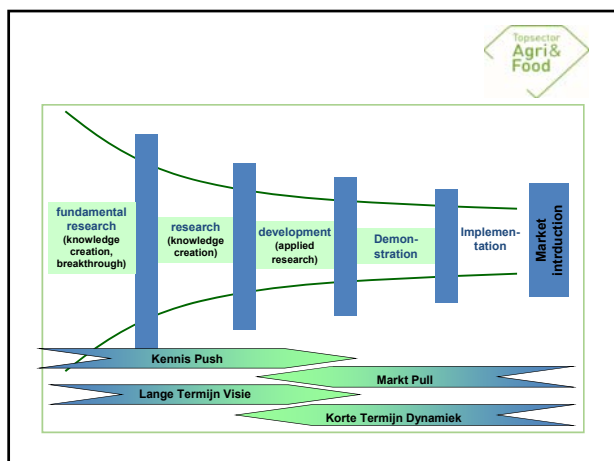 Topsector
Agri&
Food
fundamental
research
(knowledge
creation,
breakthrough)
research
(knowledge
creation)
development
(applied
research)
Demon-
stration
Implemen-
tation
Market
intrduction
Kennis Push
Markt Pull
Lange Termijn Visie
Korte Termijn Dynamiek